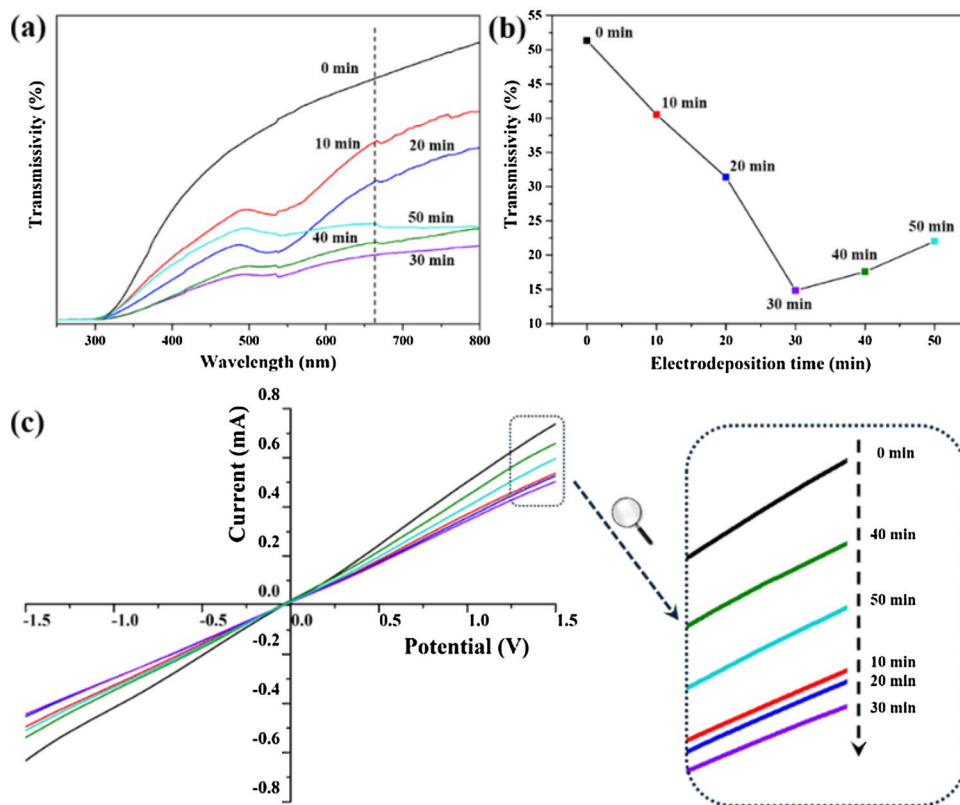 (a)
Transmissivity (%)
0 min
10 min
20 min
50 min
40 min
30 min
300 400 500 600 700 800
Wavelength (nm)
(b)
Transmissivity (%)
55
50
45
40
35
30
25
20
15
10
0 min
10 min
20 min
30 min
40 min
50 min
0 10 20 30 40 50
Electrodeposition time (min)
(c)
Current (mA)
0.8
0.6
0.4
0.2
0.0
-0.2
-0.4
-0.6
-0.8
-1.5 -1.0 -0.5 0.0 0.5 1.0 1.5
Potential (V)
0 min
40 min
50 min
10 min
20 min
30 min